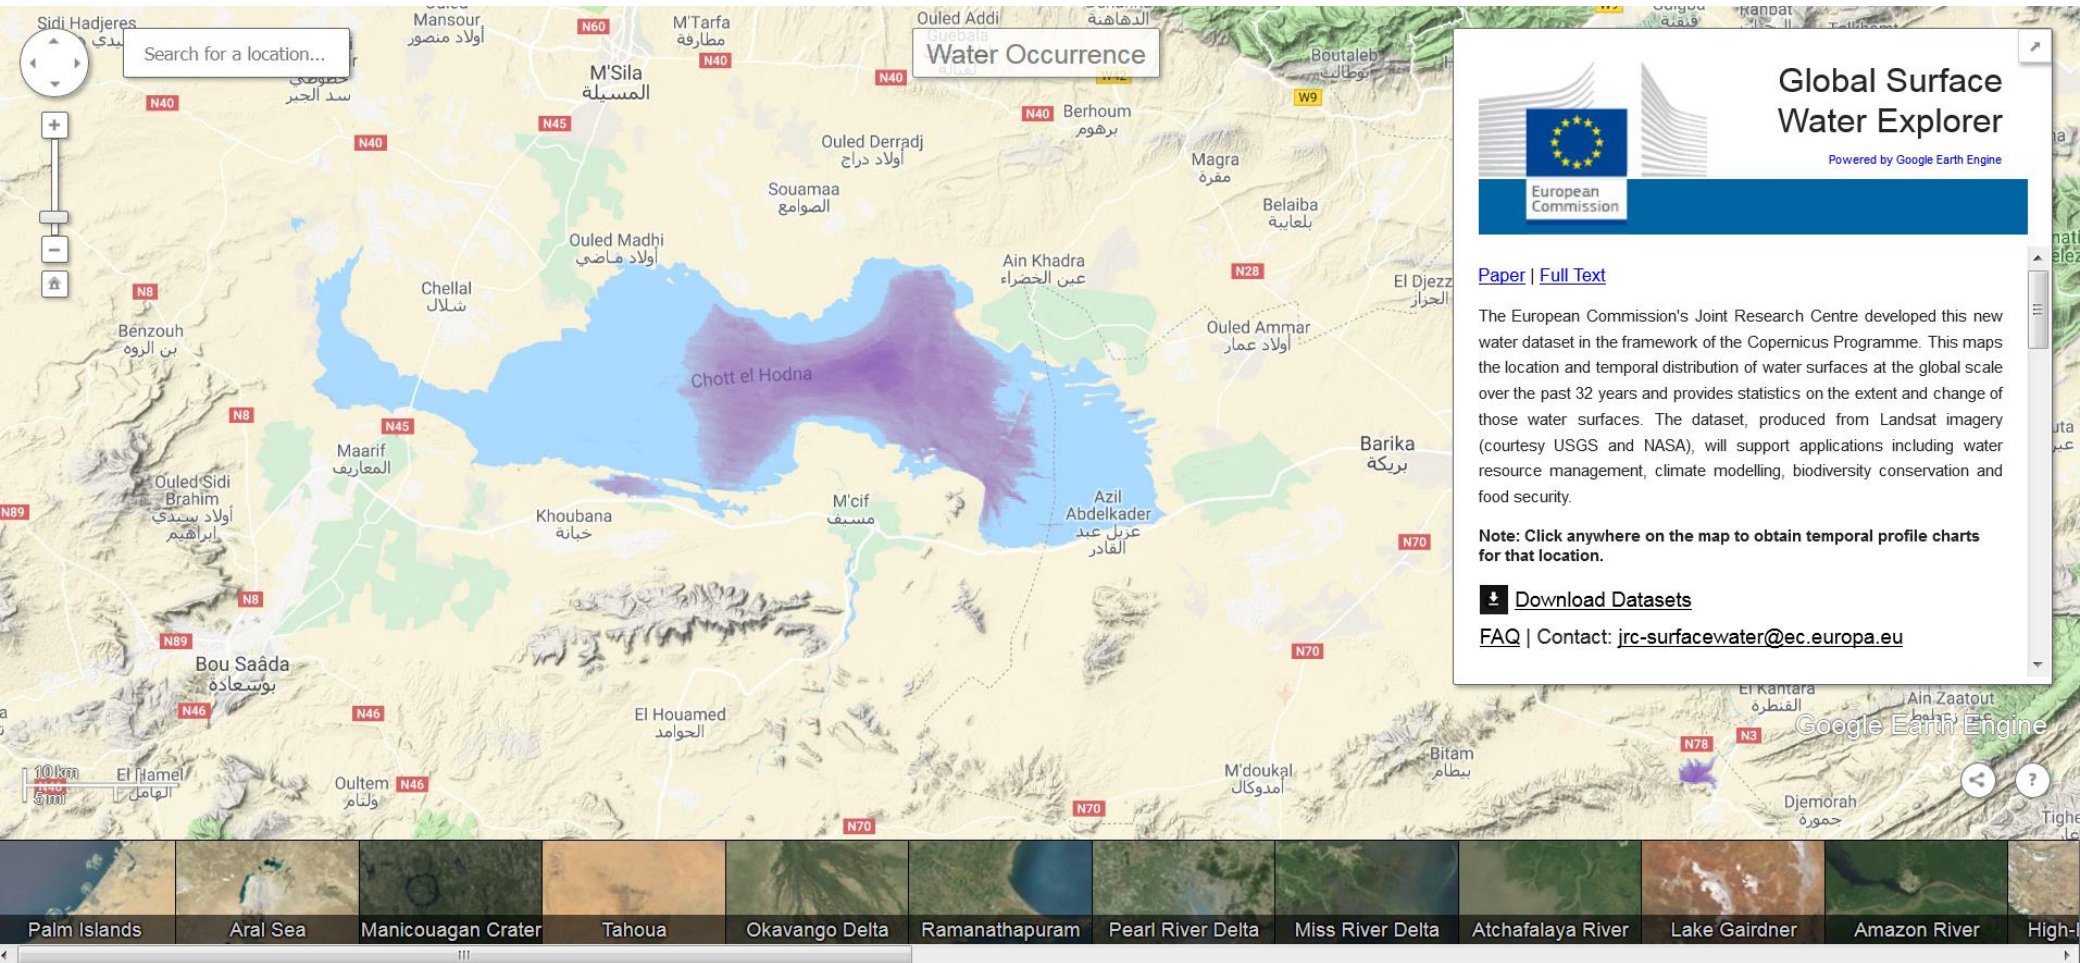 Sidi Hadjeres
Mansour
أولاد منصور
N60
M'Tarfa
مطارفة
Ouled Addi
Guebala
الدهاهنة
Boutaleb
بوطالب
Search for a location...
Water Occurrence
سد الجير
N40
N40
N45
M'Sila
المسيلة
N40
N40
N40
W42
W9
Berhoum
برهوم
Ouled Derradj
أولاد دراج
Magra
مقرة
Souamaa
الصوامع
Belaiba
بلعايبة
Ouled Madhi
أولاد ماضي
Ain Khadra
عين الخضراء
N28
El Djezz
الجزار
N8
Chellal
شلال
Benzouh
بن الزوه
Ouled Ammar
أولاد عمار
Chott el Hodna
N8
N45
Maarif
المعاريف
Barika
بريكة
Ouled Sidi
Brahim
أولاد سيدي
ابراهيم
N89
Khoubana
خبانة
M'cif
مسيف
Azil
Abdelkader
عزيل عبد
القادر
N70
N8
N89
Bou Saâda
بوسعادة
N46
N46
El Houamed
الحوامد
N70
El Hamel
الهامل
Oultem
ولتام
N46
M'doukal
أمدوكال
Bitam
بيطام
N70
N70
El Kantara
القنطرة
Ain Zaatout
N78
N3
Djemorah
جمورة
10 km
5 mi
Google Earth Engine
Global Surface
Water Explorer
Powered by Google Earth Engine
European
Commission
Paper | Full Text
The European Commission's Joint Research Centre developed this new
water dataset in the framework of the Copernicus Programme. This maps
the location and temporal distribution of water surfaces at the global scale
over the past 32 years and provides statistics on the extent and change of
those water surfaces. The dataset, produced from Landsat imagery
(courtesy USGS and NASA), will support applications including water
resource management, climate modelling, biodiversity conservation and
food security.
Note: Click anywhere on the map to obtain temporal profile charts
for that location.
Download Datasets
FAQ | Contact: jrc-surfacewater@ec.europa.eu
?
Palm Islands
Aral Sea
Manicouagan Crater
Tahoua
Okavango Delta
Ramanathapuram
Pearl River Delta
Miss River Delta
Atchafalaya River
Lake Gairdner
Amazon River